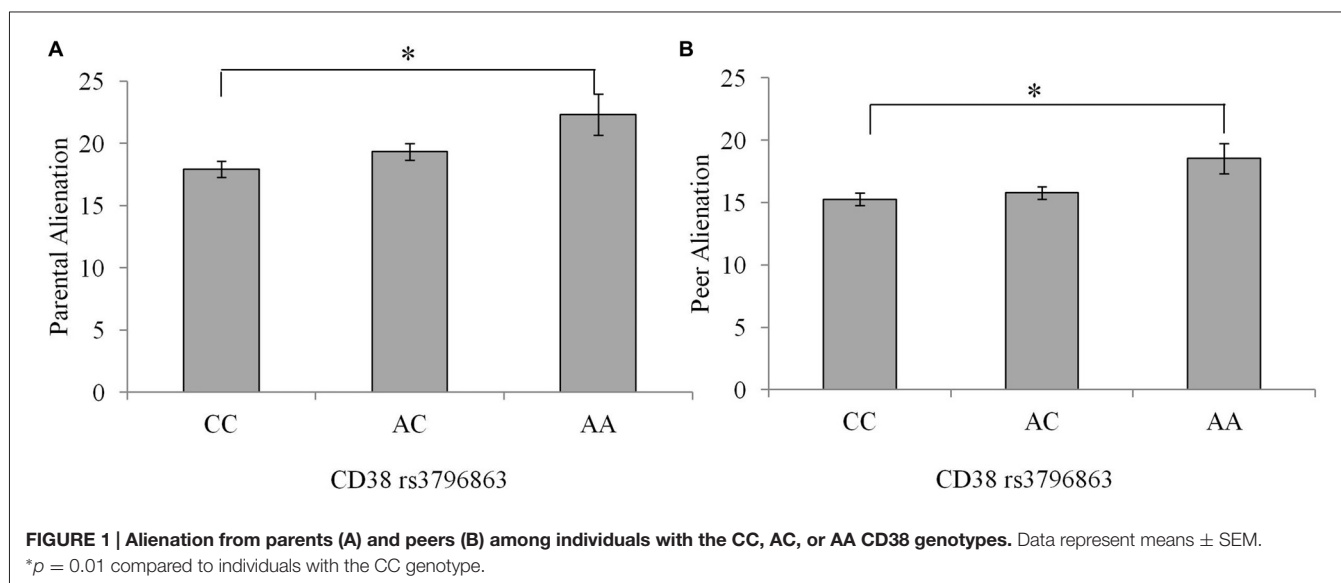 A
*
25
20
15
10
5
0
Parental Alienation
CC AC AA
CD38 rs3796863
B
*
25
20
15
10
5
0
Peer Alienation
CC AC AA
CD38 rs3796863
FIGURE 1 | Alienation from parents (A) and peers (B) among individuals with the CC, AC, or AA CD38 genotypes. Data represent means ± SEM.
*p = 0.01 compared to individuals with the CC genotype.